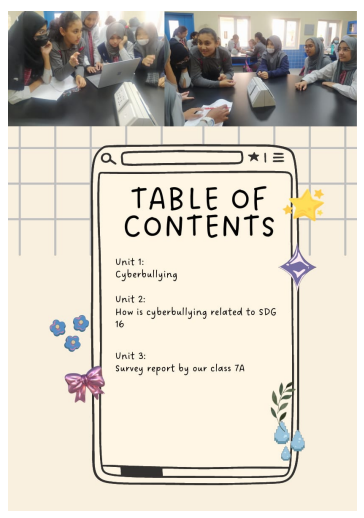 TABLE OF
CONTENTS
Unit 1:
Cyberbullying
Unit 2:
How is cyberbullying related to SDG
16
Unit 3:
Survey report by our class 7A